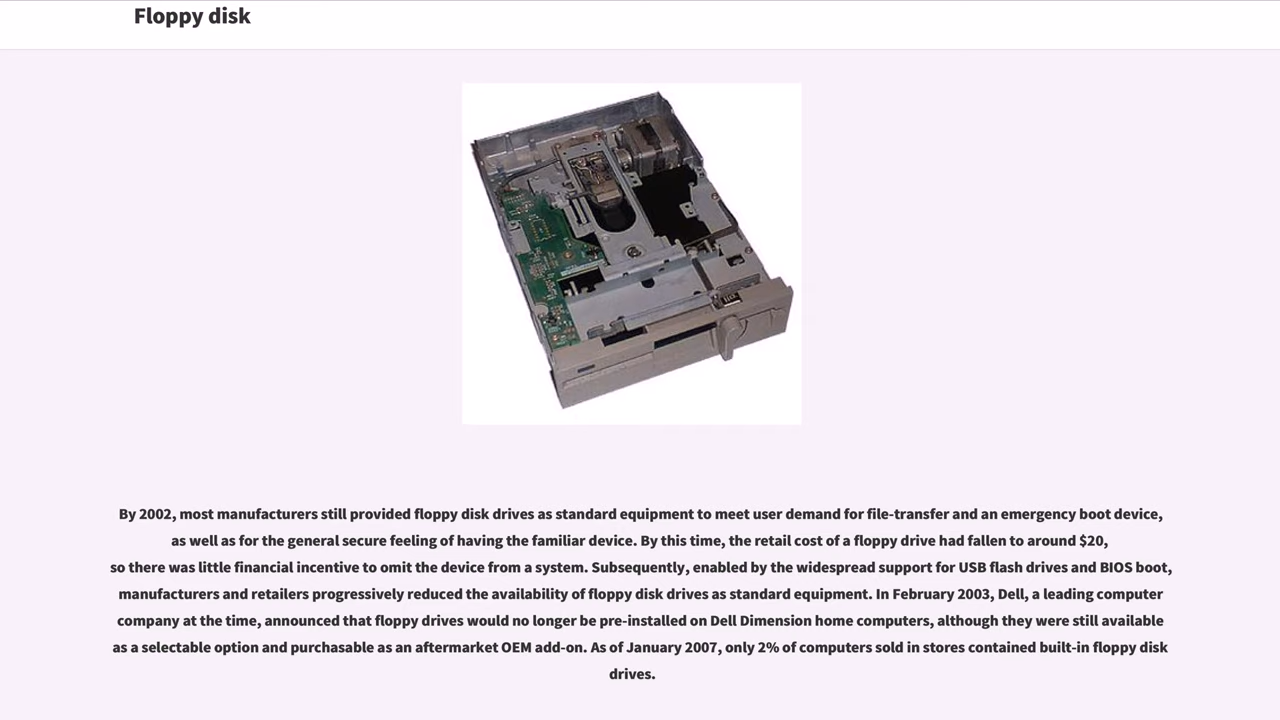 Floppy disk
By 2002, most manufacturers still provided floppy disk drives as standard equipment to meet user demand for file-transfer and an emergency boot device,
as well as for the general secure feeling of having the familiar device. By this time, the retail cost of a floppy drive had fallen to around $20,
so there was little financial incentive to omit the device from a system. Subsequently, enabled by the widespread support for USB flash drives and BIOS boot,
manufacturers and retailers progressively reduced the availability of floppy disk drives as standard equipment. In February 2003, Dell, a leading computer
company at the time, announced that floppy drives would no longer be pre-installed on Dell Dimension home computers, although they were still available
as a selectable option and purchasable as an aftermarket OEM add-on. As of January 2007, only 2% of computers sold in stores contained built-in floppy disk
drives.